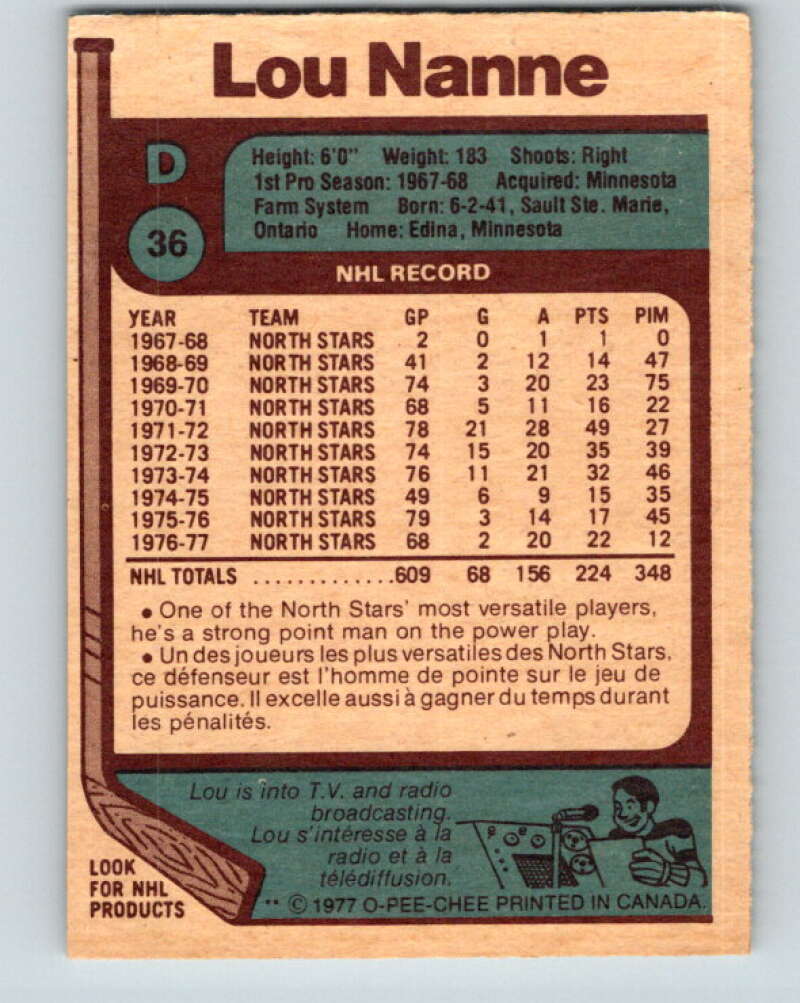 Lou Nanne
D
36
Height: 6'0" Weight: 183 Shoots: Right
1st Pro Season: 1967-68 Acquired: Minnesota
Farm System Born: 6-2-41, Sault Ste. Marie,
Ontario Home: Edina, Minnesota
NHL RECORD
YEAR TEAM GP G A PTS PIM
1967-68 NORTH STARS 2 0 1 1 0
1968-69 NORTH STARS 41 2 12 14 47
1969-70 NORTH STARS 74 3 20 23 75
1970-71 NORTH STARS 68 5 11 16 22
1971-72 NORTH STARS 78 21 28 49 27
1972-73 NORTH STARS 74 15 20 35 39
1973-74 NORTH STARS 76 11 21 32 46
1974-75 NORTH STARS 49 6 9 15 35
1975-76 NORTH STARS 79 3 14 17 45
1976-77 NORTH STARS 68 2 20 22 12
NHL TOTALS .............609 68 156 224 348
• One of the North Stars' most versatile players,
he's a strong point man on the power play.
• Un des joueurs les plus versatiles des North Stars,
ce défenseur est l'homme de pointe sur le jeu de
puissance. Il excelle aussi à gagner du temps durant
les pénalités.
Lou is into T.V. and radio
broadcasting.
Lou s'intéresse à la
radio et à la
télédiffusion.
LOOK
FOR NHL
PRODUCTS
** © 1977 O-PEE-CHEE PRINTED IN CANADA.